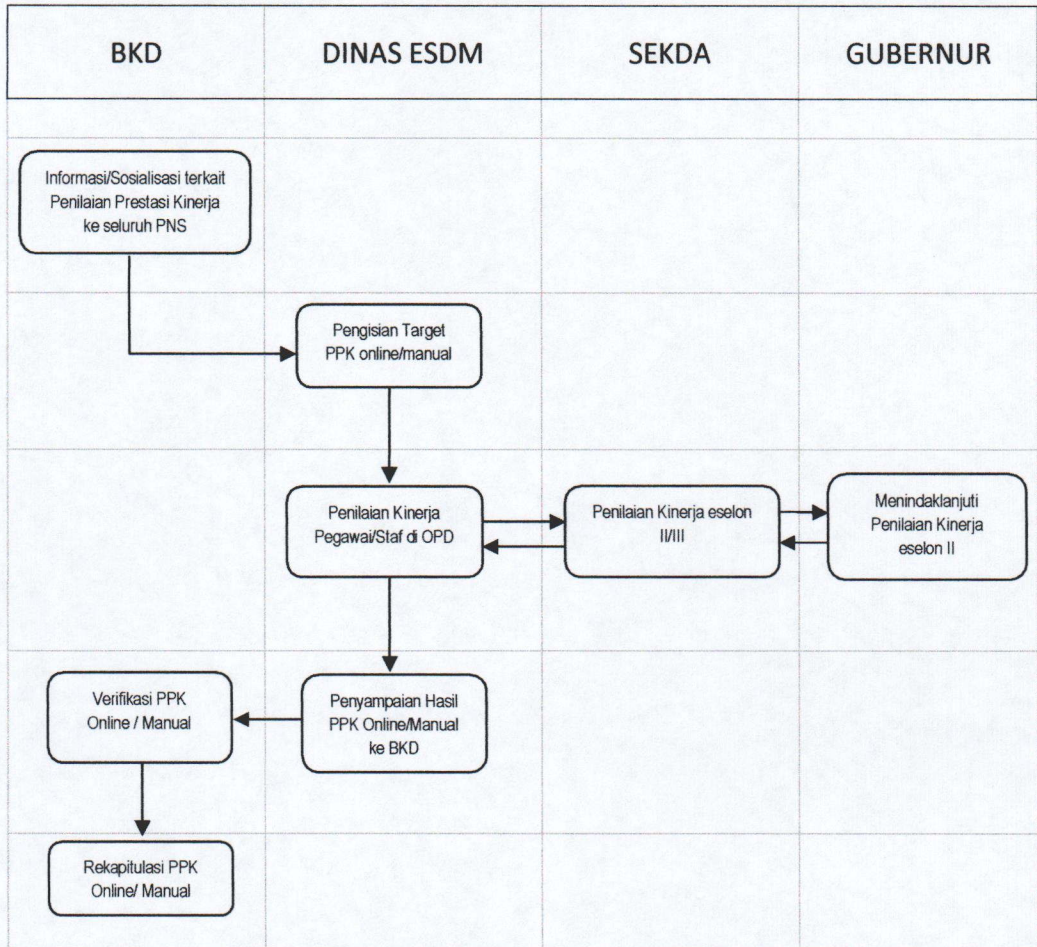 BKD
DINAS ESDM
SEKDA
GUBERNUR
Informasi/Sosialisasi terkait
Penilaian Prestasi Kinerja
ke seluruh PNS
Pengisian Target
PPK online/manual
Penilaian Kinerja
Pegawai/Staf di OPD
Penilaian Kinerja eselon
II/III
Menindaklanjuti
Penilaian Kinerja
eselon II
Verifikasi PPK
Online / Manual
Penyampaian Hasil
PPK Online/Manual
ke BKD
Rekapitulasi PPK
Online/ Manual